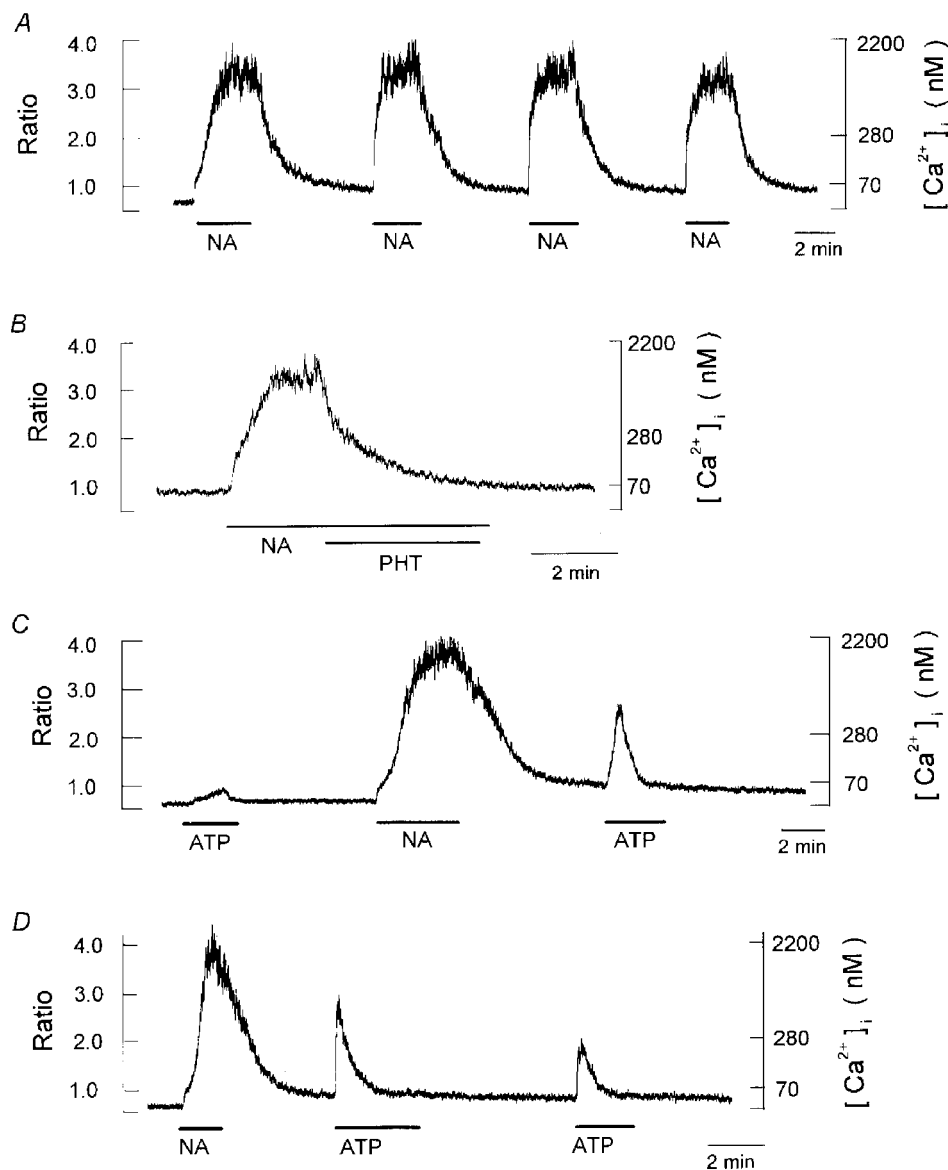 A
Ratio
4.0
3.0
2.0
1.0
2200
280
70
[ Ca2+ ]i ( nM )
NA NA NA NA
2 min
B
Ratio
4.0
3.0
2.0
1.0
2200
280
70
[ Ca2+ ]i ( nM )
NA
PHT
2 min
C
Ratio
4.0
3.0
2.0
1.0
2200
280
70
[ Ca2+ ]i ( nM )
ATP NA ATP
2 min
D
Ratio
4.0
3.0
2.0
1.0
2200
280
70
[ Ca2+ ]i ( nM )
NA ATP ATP
2 min